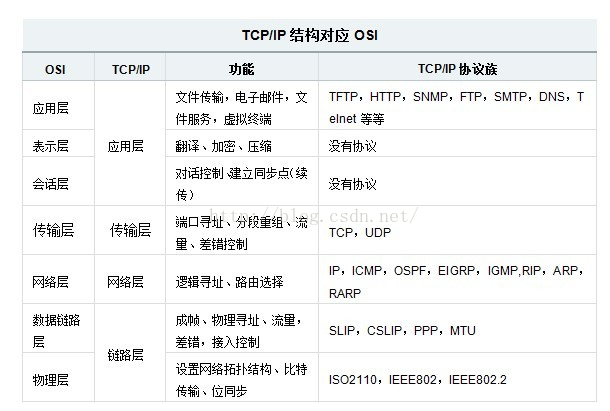 TCP/IP 结构对应 OSI
OSI TCP/IP 功能 TCP/IP 协议族
应用层 应用层 文件传输，电子邮件，文
件服务，虚拟终端 TFTP，HTTP，SNMP，FTP，SMTP，DNS，T
elnet 等等
表示层 翻译、加密、压缩 没有协议
会话层 对话控制、建立同步点(续
传） 没有协议
http://blog.csdn.net/
传输层 传输层 端口寻址、分段重组、流
量、差错控制 TCP，UDP
网络层 网络层 逻辑寻址、路由选择 IP，ICMP，OSPF，EIGRP，IGMP,RIP，ARP，
RARP
数据链路
层 链路层 成帧、物理寻址、流量，
差错，接入控制 SLIP，CSLIP，PPP，MTU
物理层 设置网络拓扑结构、比特
传输、位同步 ISO2110，IEEE802，IEEE802.2